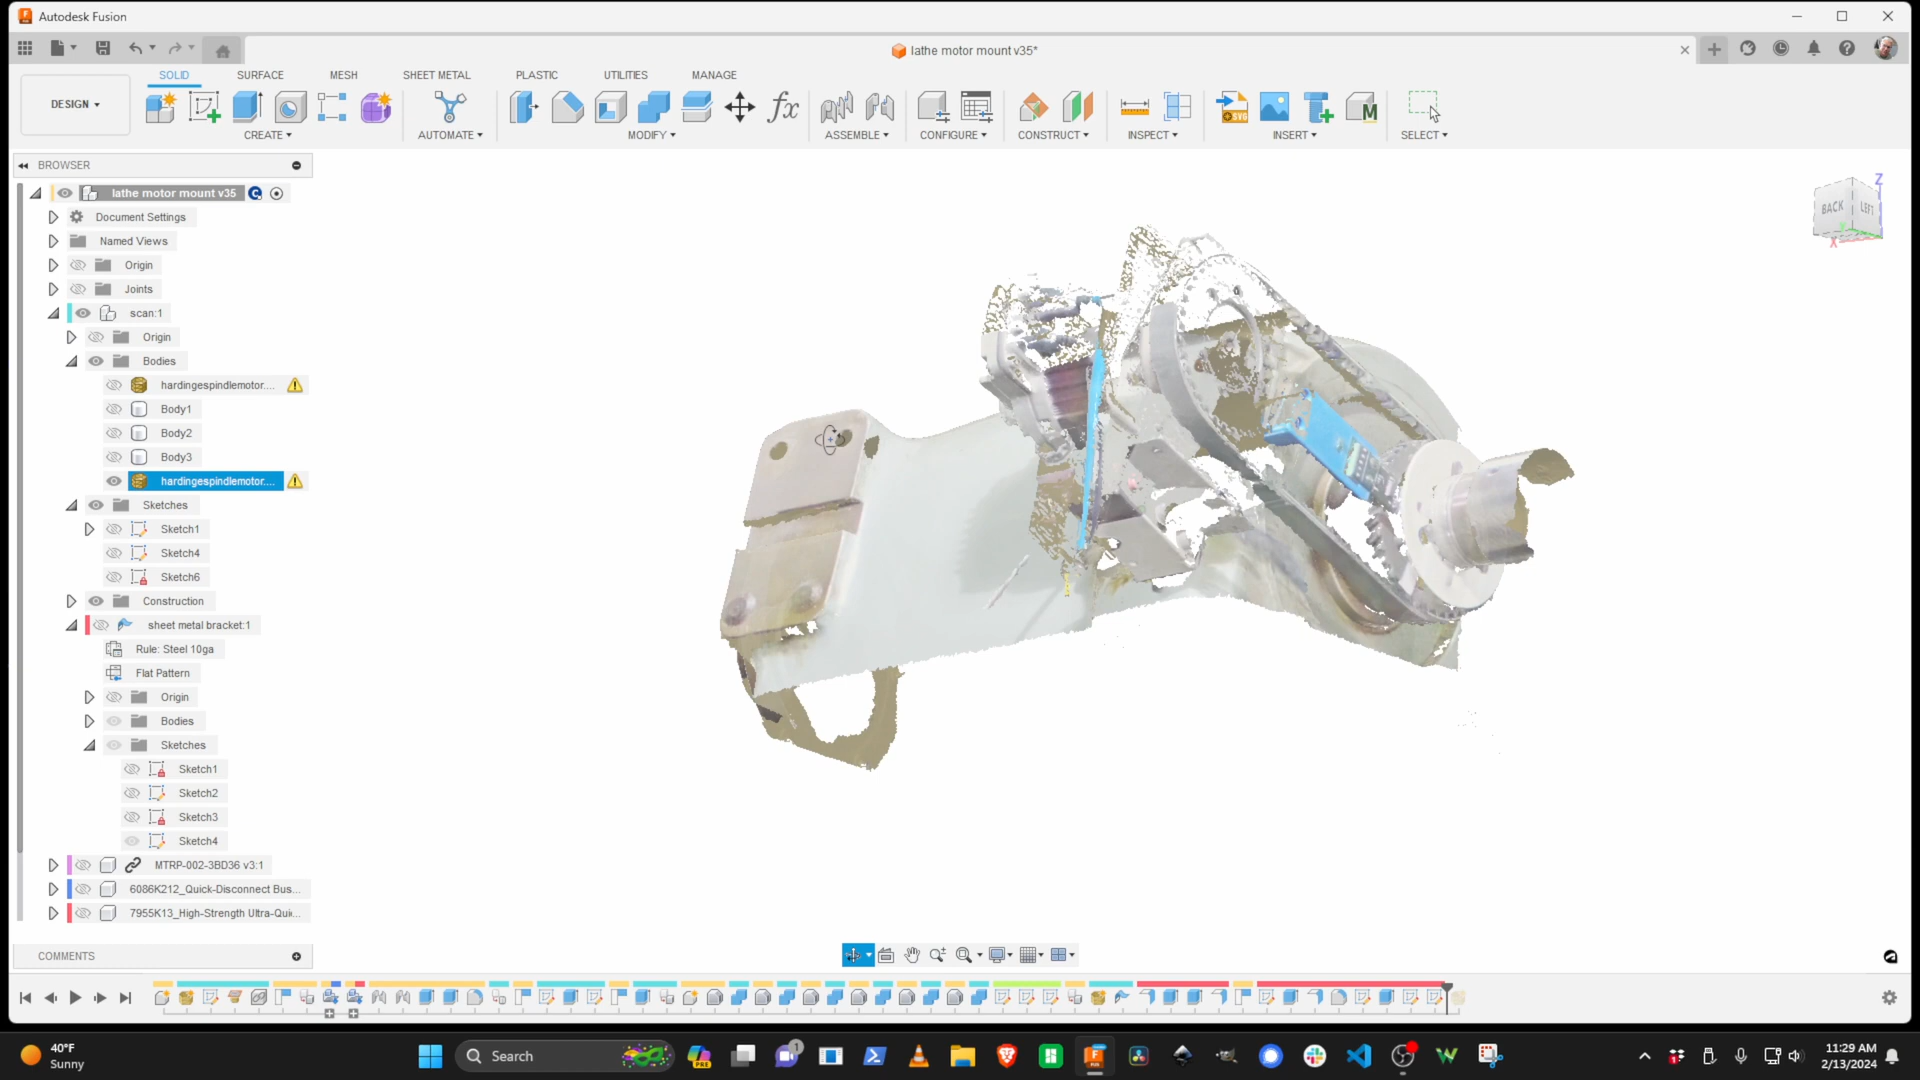 Autodesk Fusion
lathe motor mount v35*
SOLID SURFACE MESH SHEET METAL PLASTIC UTILITIES MANAGE
DESIGN
CREATE AUTOMATE MODIFY ASSEMBLE CONFIGURE CONSTRUCT INSPECT INSERT SELECT
BROWSER
lathe motor mount v35
Document Settings
Named Views
Origin
Joints
scan:1
Origin
Bodies
hardingespindlemotor....
Body1
Body2
Body3
hardingespindlemotor....
Sketches
Sketch1
Sketch4
Sketch6
Construction
sheet metal bracket:1
Rule: Steel 10ga
Flat Pattern
Origin
Bodies
Sketches
Sketch1
Sketch2
Sketch3
Sketch4
MTRP-002-3BD36 v3:1
6086K212_Quick-Disconnect Bus...
7955K13_High-Strength Ultra-Quic...
COMMENTS
BACK LEFT
Z
X
40°F
Sunny
Search
PRE
1
11:29 AM
2/13/2024